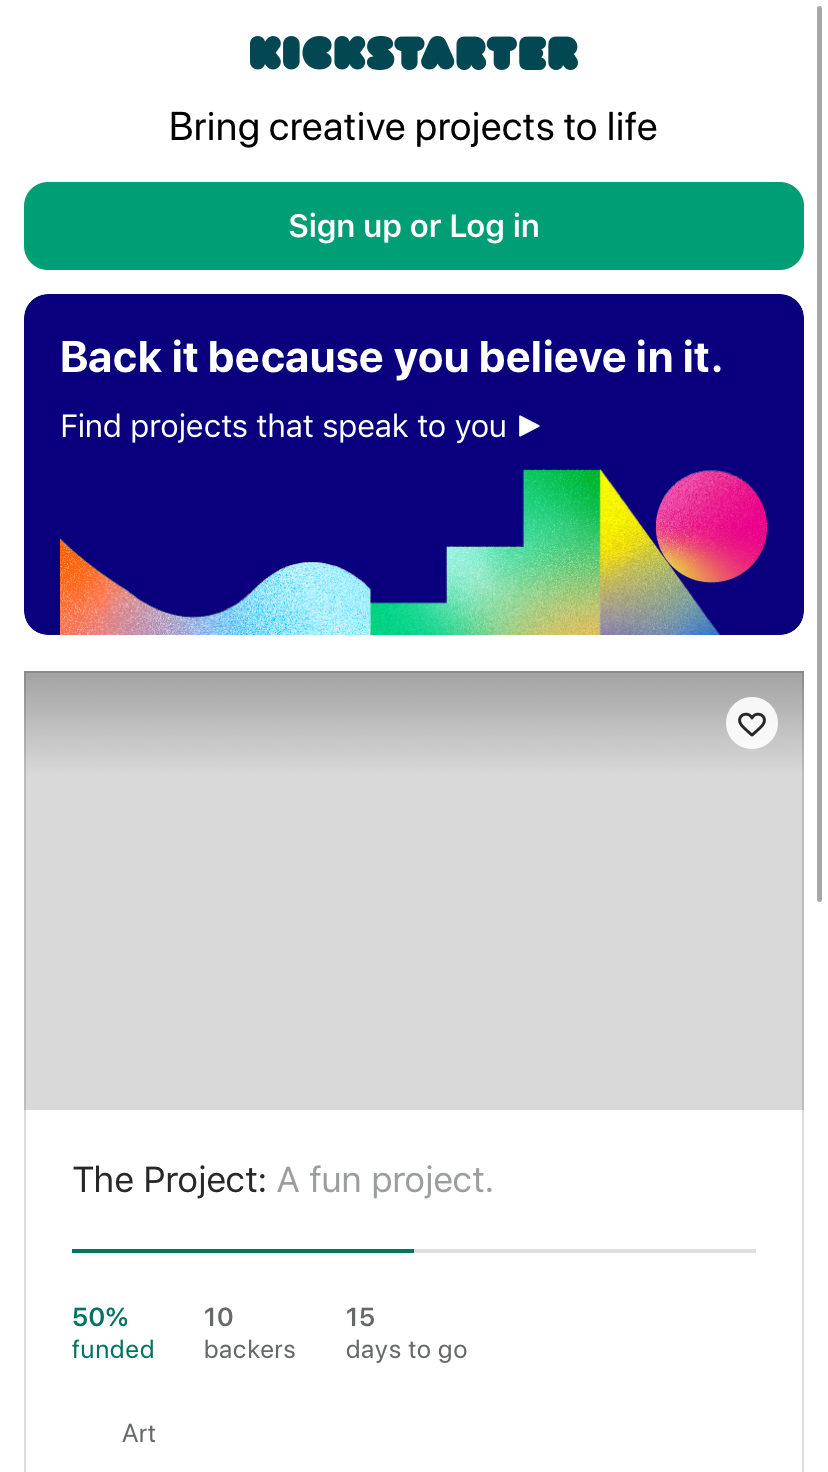 KICKSTARTER
Bring creative projects to life
Sign up or Log in
Back it because you believe in it.
Find projects that speak to you ►
The Project: A fun project.
50% 10 15
funded backers days to go
Art